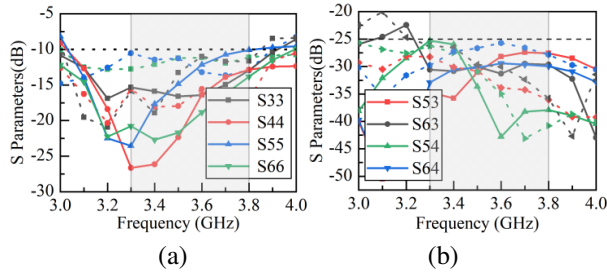 S Parameters(dB)
-5
-10
-15
-20
-25
-30
3.0 3.2 3.4 3.6 3.8 4.0
Frequency (GHz)
S33
S44
S55
S66
(a)
S Parameters(dB)
-20
-25
-30
-35
-40
-45
-50
3.0 3.2 3.4 3.6 3.8 4.0
Frequency (GHz)
S53
S63
S54
S64
(b)